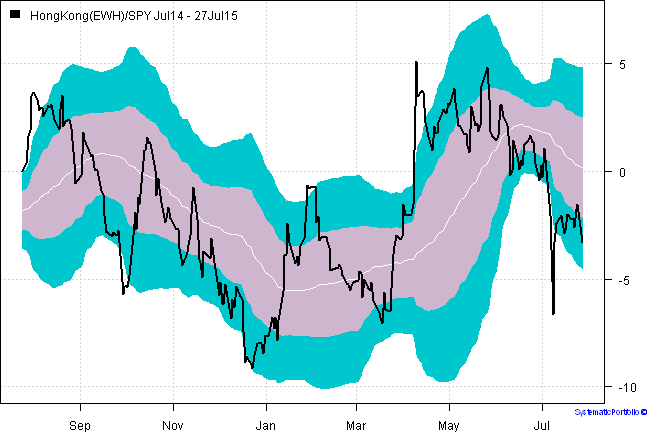 HongKong(EWH)/SPY Jul14 - 27Jul15
5
0
-5
-10
Sep Nov Jan Mar May Jul
SystematicPortfolio ©